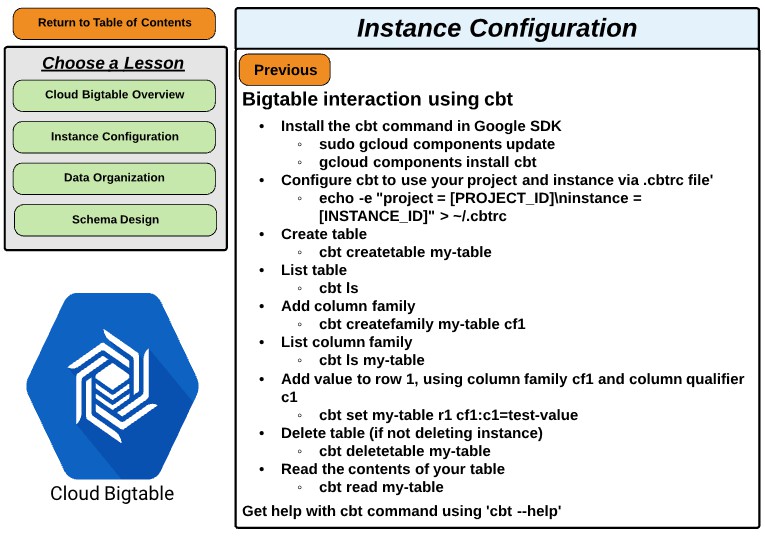 Return to Table of Contents
Choose a Lesson
Cloud Bigtable Overview
Instance Configuration
Data Organization
Schema Design
Cloud Bigtable
Instance Configuration
Previous
Bigtable interaction using cbt
• Install the cbt command in Google SDK
◦ sudo gcloud components update
◦ gcloud components install cbt
• Configure cbt to use your project and instance via .cbtrc file'
◦ echo -e "project = [PROJECT_ID]\ninstance =
[INSTANCE_ID]" > ~/.cbtrc
• Create table
◦ cbt createtable my-table
• List table
◦ cbt ls
• Add column family
◦ cbt createfamily my-table cf1
• List column family
◦ cbt ls my-table
• Add value to row 1, using column family cf1 and column qualifier
c1
◦ cbt set my-table r1 cf1:c1=test-value
• Delete table (if not deleting instance)
◦ cbt deletetable my-table
• Read the contents of your table
◦ cbt read my-table
Get help with cbt command using 'cbt --help'